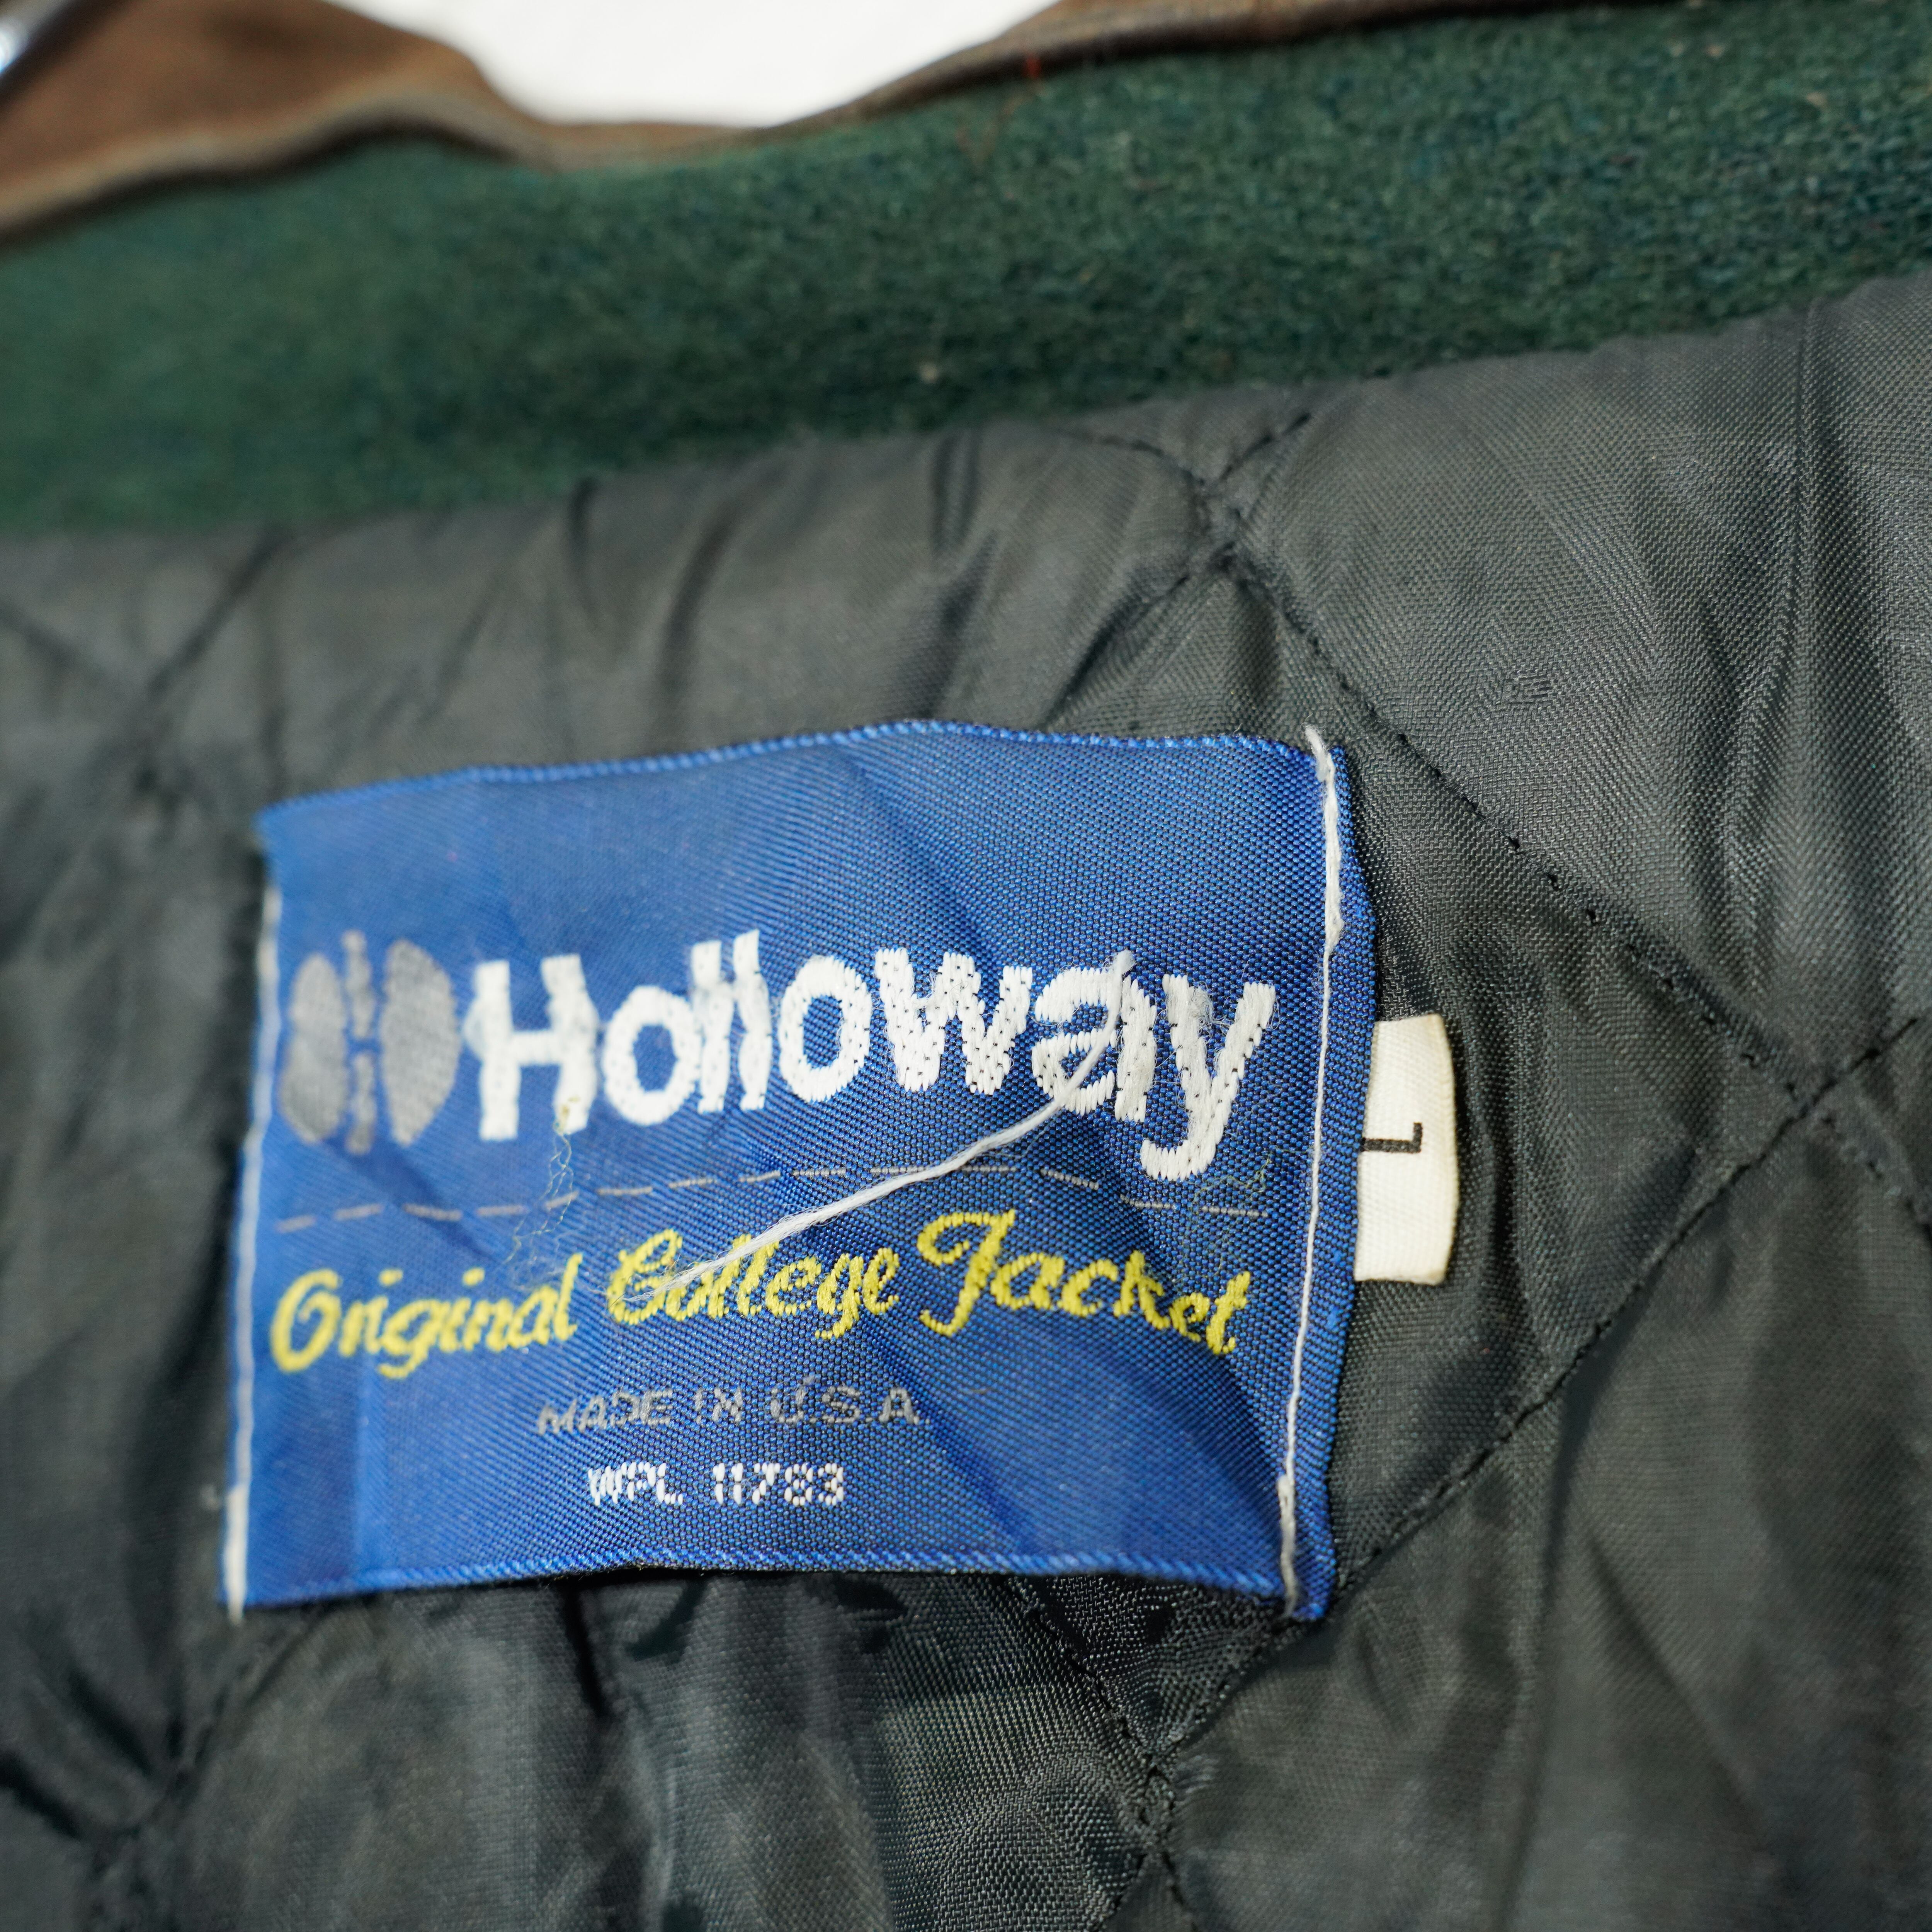 Holloway
Original College Jacket
MADE IN U.S.A
WPL 11783
L